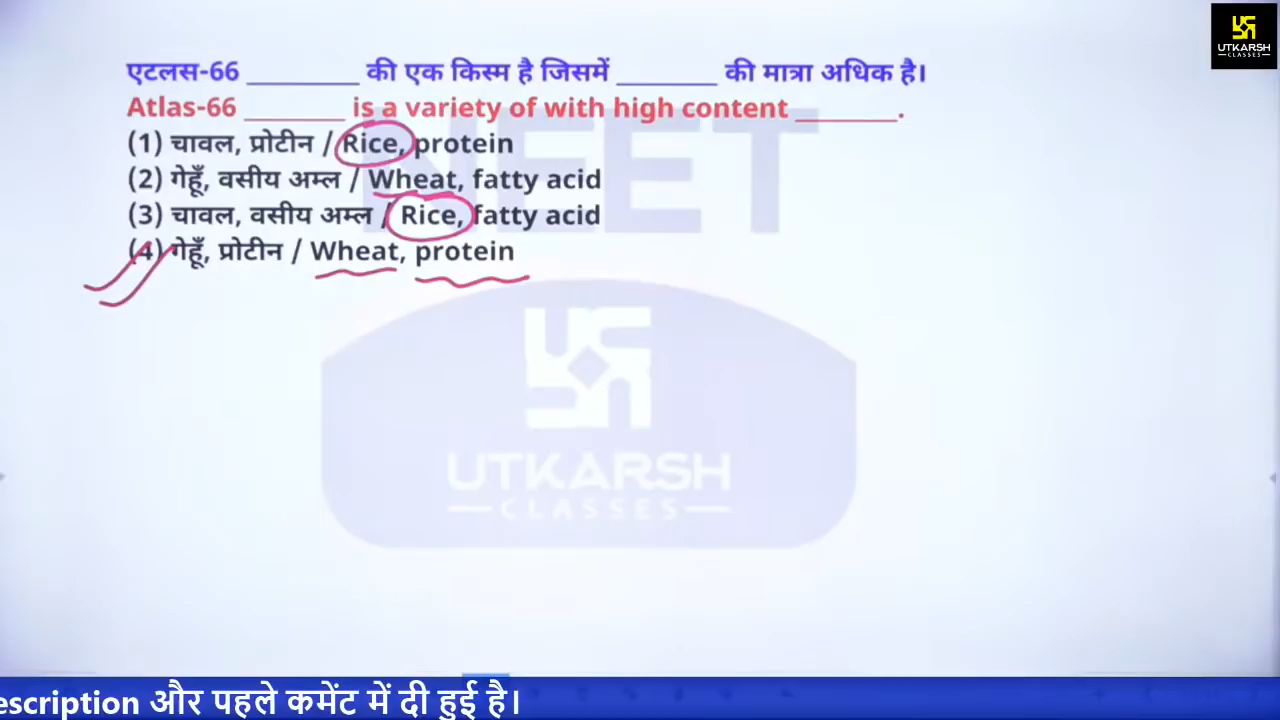 UTKARSH
CLASSES
एटलस-66 ________ की एक किस्म है जिसमें ________ की मात्रा अधिक है।
Atlas-66 ________ is a variety of with high content ________.
(1) चावल, प्रोटीन / Rice, protein
(2) गेहूँ, वसीय अम्ल / Wheat, fatty acid
(3) चावल, वसीय अम्ल / Rice, fatty acid
(4) गेहूँ, प्रोटीन / Wheat, protein
NEET
UTKARSH
CLASSES
escription और पहले कमेंट में दी हुई है।